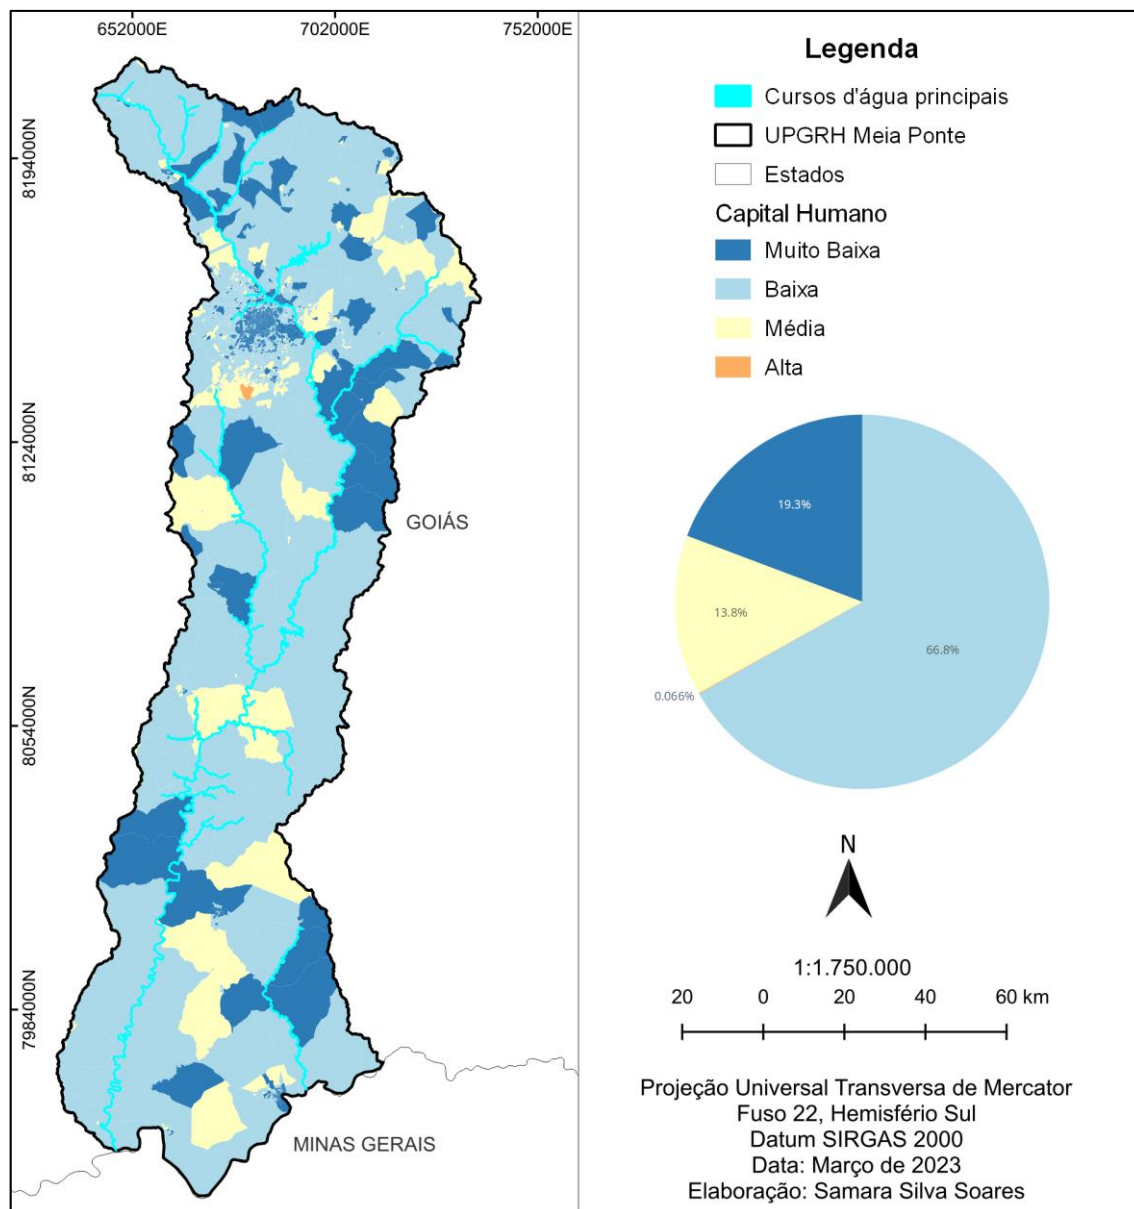 652000E
702000E
752000E
8194000N
8124000N
8054000N
7984000N
GOIÁS
MINAS GERAIS
Legenda
Cursos d'água principais
UPGRH Meia Ponte
Estados
Capital Humano
Muito Baixa
Baixa
Média
Alta
19.3%
13.8%
66.8%
0.066%
N
1:1.750.000
20 0 20 40 60 km
Projeção Universal Transversa de Mercator
Fuso 22, Hemisfério Sul
Datum SIRGAS 2000
Data: Março de 2023
Elaboração: Samara Silva Soares